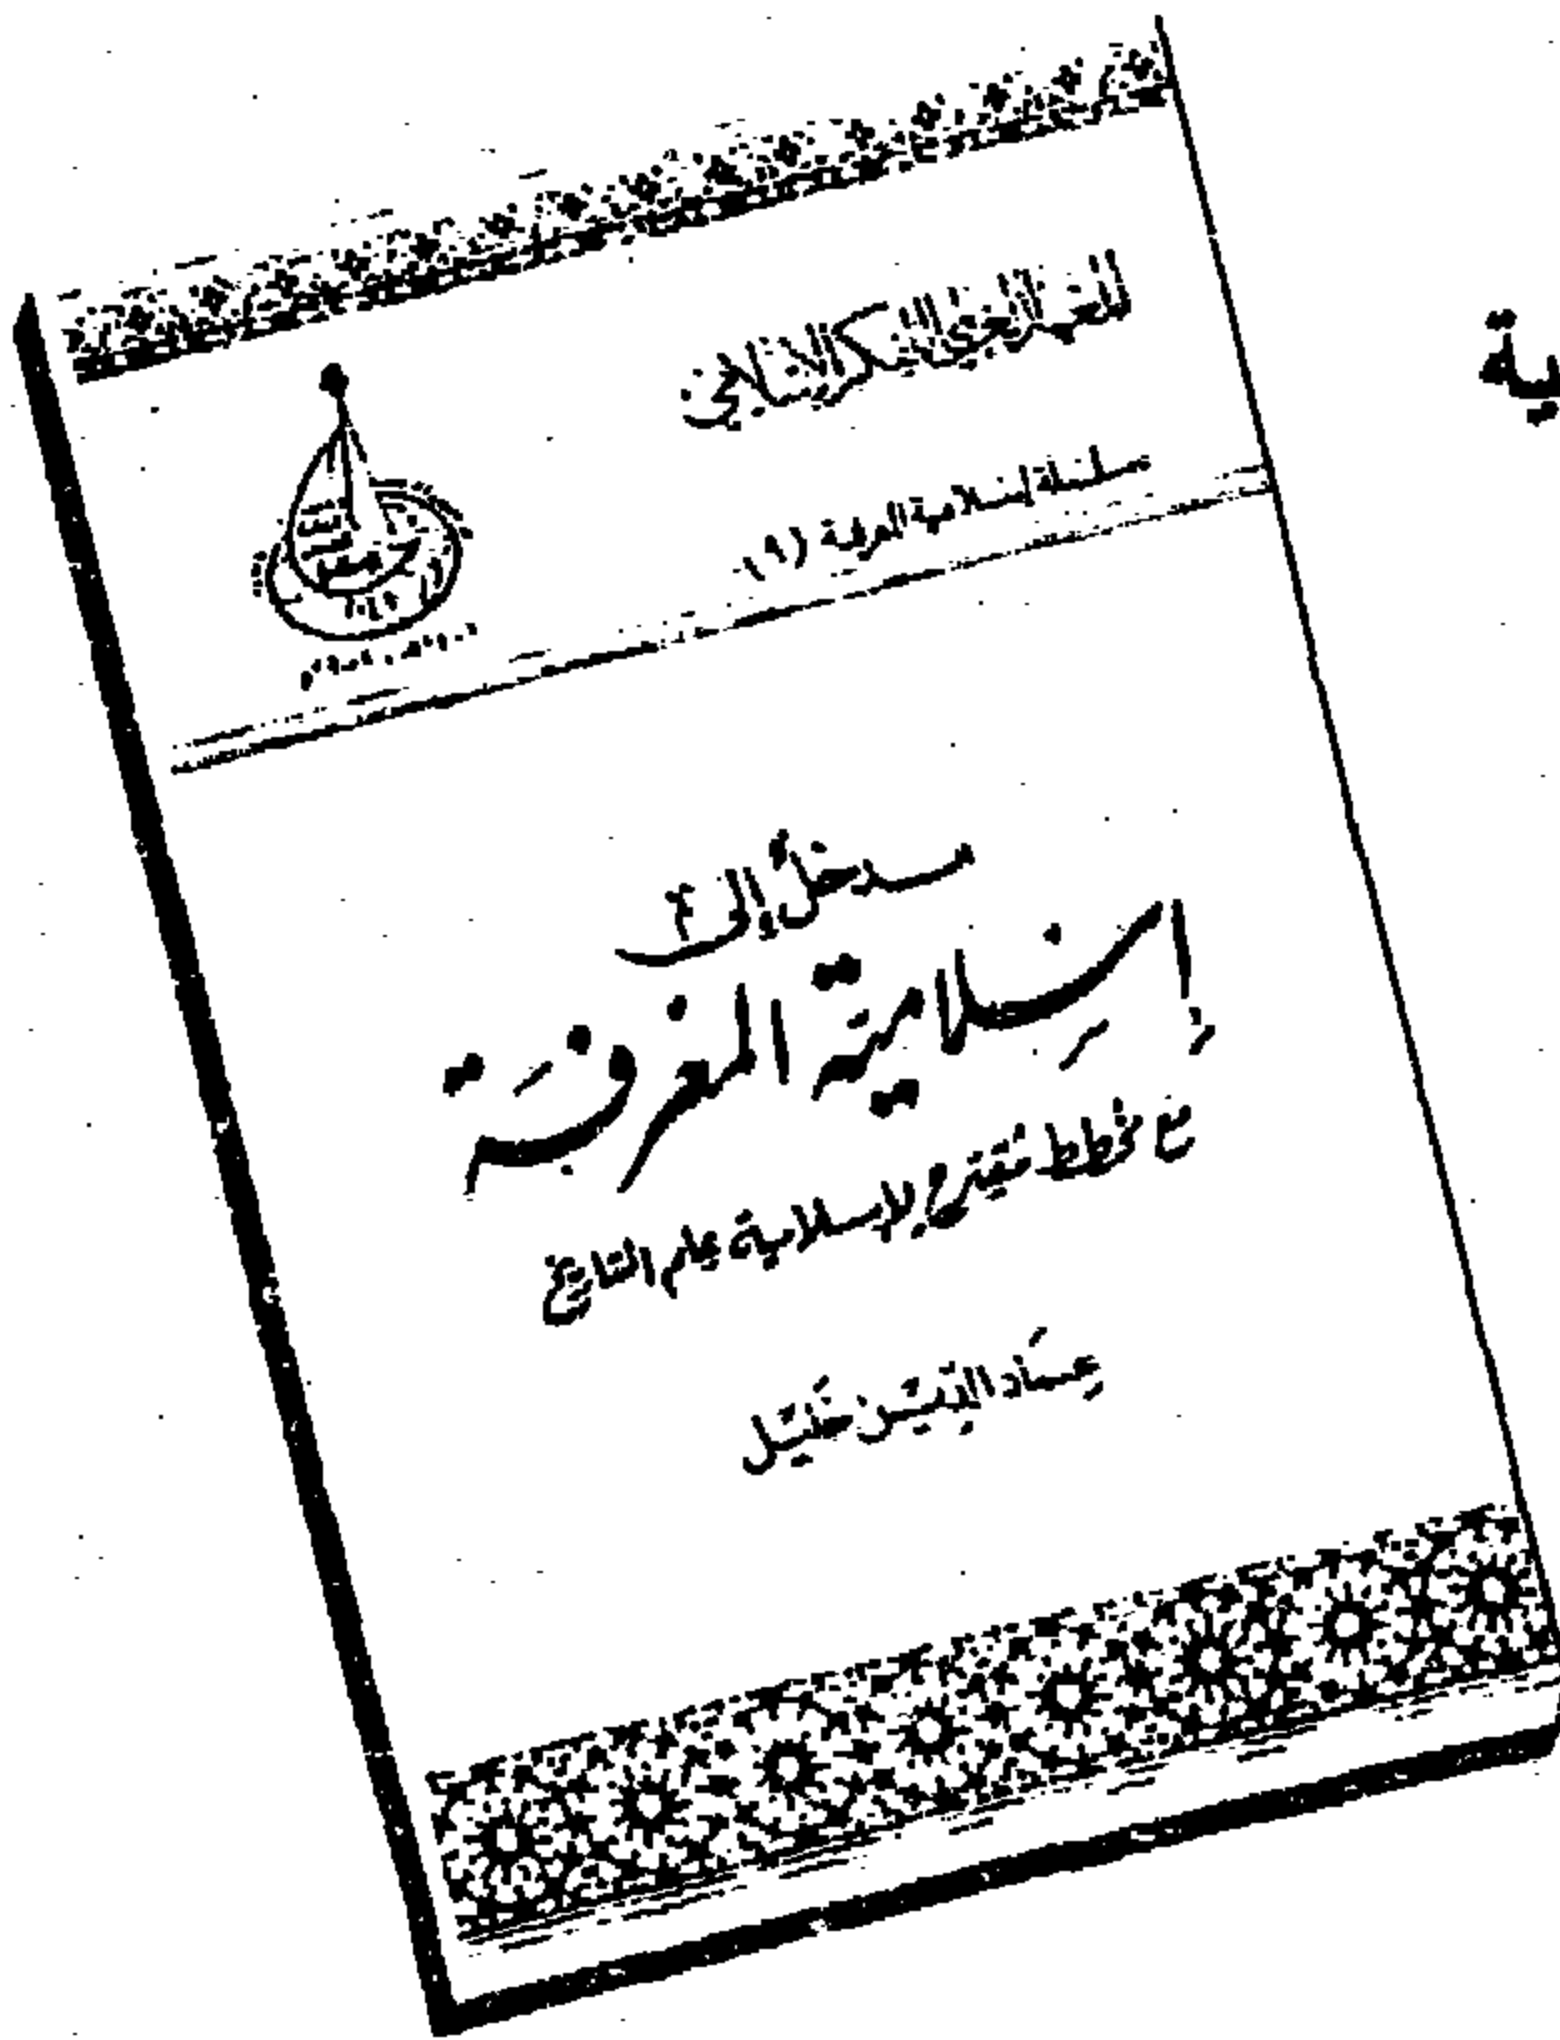 المعهد العالمي للفكر الإسلامي
سلسلة إسلامية المعرفة (٩)
مدخل إلى
إسلامية المعرفة
مع مخطط مقترح لإسلامية علم التاريخ
عماد الدين خليل
ية